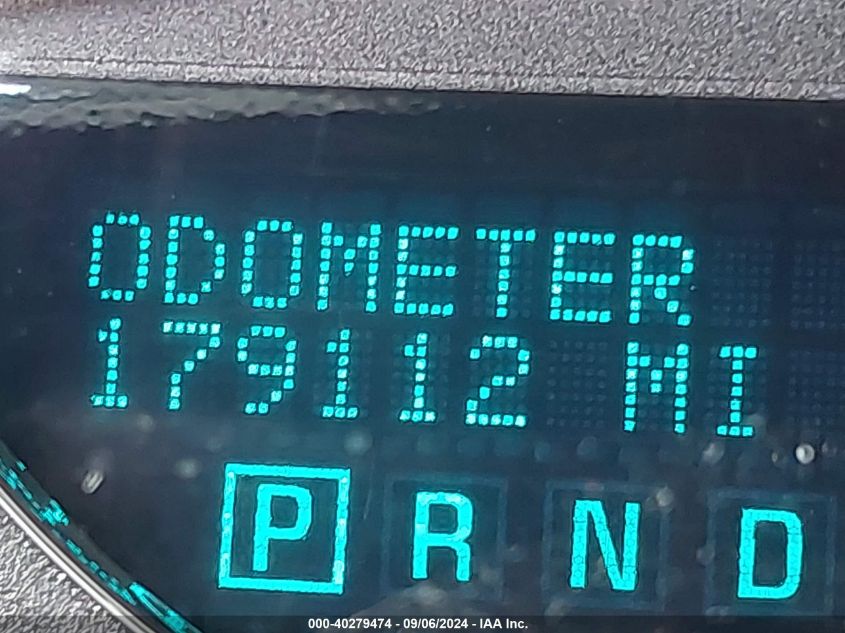 ODOMETER
179112 MI
P R N D
000-40279474 - 09/06/2024 - IAA Inc.